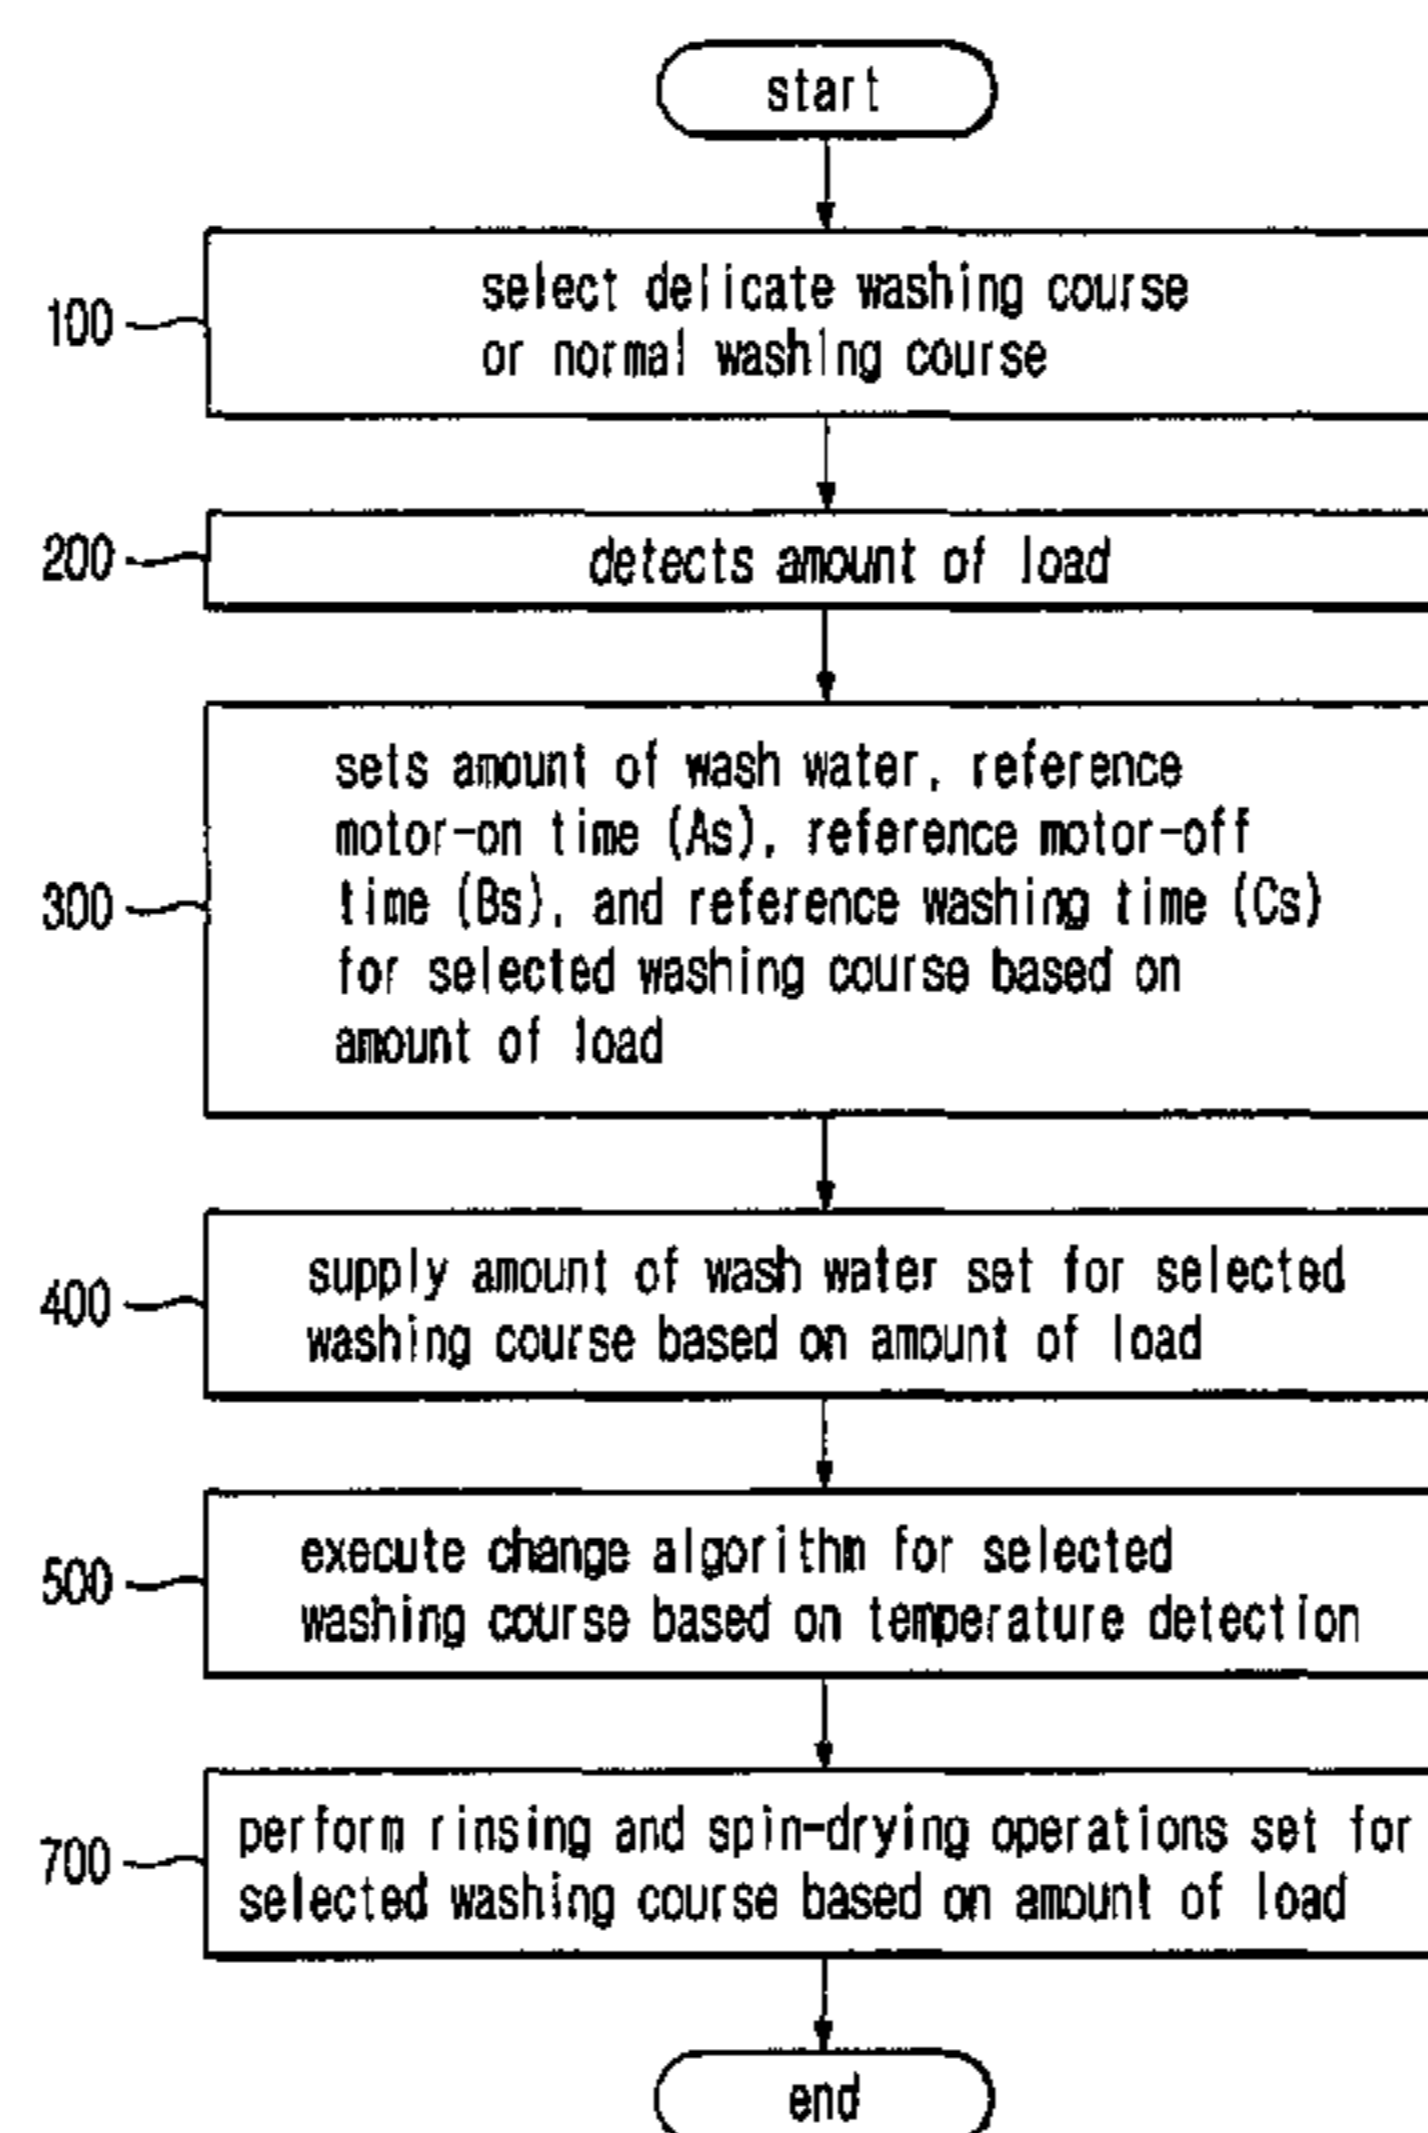 start
100
select delicate washing course
or normal washing course
200
detects amount of load
300
sets amount of wash water, reference
motor-on time (As), reference motor-off
time (Bs), and reference washing time (Cs)
for selected washing course based on
amount of load
400
supply amount of wash water set for selected
washing course based on amount of load
500
execute change algorithm for selected
washing course based on temperature detection
700
perform rinsing and spin-drying operations set for
selected washing course based on amount of load
end